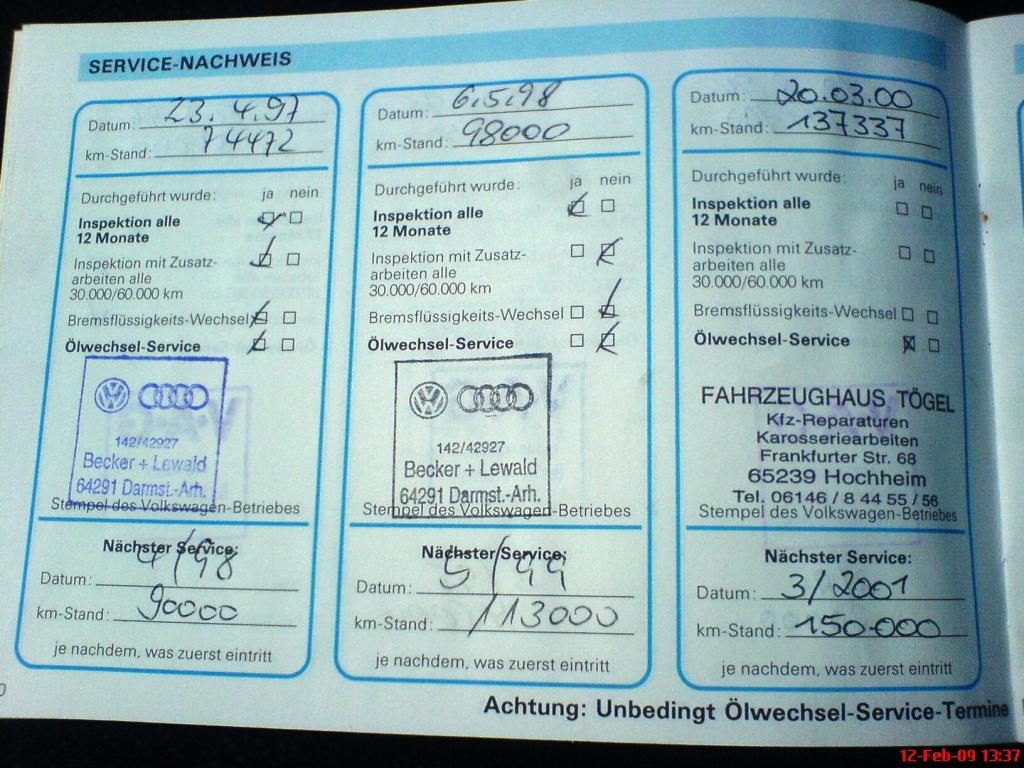 SERVICE-NACHWEIS
Datum: 23.4.97
km-Stand: 74472
Durchgeführt wurde: ja nein
Inspektion alle
12 Monate
Inspektion mit Zusatz-
arbeiten alle
30.000/60.000 km
Bremsflüssigkeits-Wechsel
Ölwechsel-Service
142/42927
Becker + Lewald
64291 Darmst.-Arh.
Stempel des Volkswagen-Betriebes
Nächster Service:
Datum: 4/98
km-Stand: 90000
je nachdem, was zuerst eintritt
Datum: 6.5.98
km-Stand: 98000
Durchgeführt wurde: ja nein
Inspektion alle
12 Monate
Inspektion mit Zusatz-
arbeiten alle
30.000/60.000 km
Bremsflüssigkeits-Wechsel
Ölwechsel-Service
142/42927
Becker + Lewald
64291 Darmst.-Arh.
Stempel des Volkswagen-Betriebes
Nächster Service:
Datum: 5/99
km-Stand: 113000
je nachdem, was zuerst eintritt
Datum: 20.03.00
km-Stand: 137337
Durchgeführt wurde: ja nein
Inspektion alle
12 Monate
Inspektion mit Zusatz-
arbeiten alle
30.000/60.000 km
Bremsflüssigkeits-Wechsel
Ölwechsel-Service
FAHRZEUGHAUS TÖGEL
Kfz-Reparaturen
Karosseriearbeiten
Frankfurter Str. 68
65239 Hochheim
Tel. 06146 / 8 44 55 / 56
Stempel des Volkswagen-Betriebes
Nächster Service:
Datum: 3/2001
km-Stand: 150.000
je nachdem, was zuerst eintritt
Achtung: Unbedingt Ölwechsel-Service-Termine
12-Feb-09 13:37